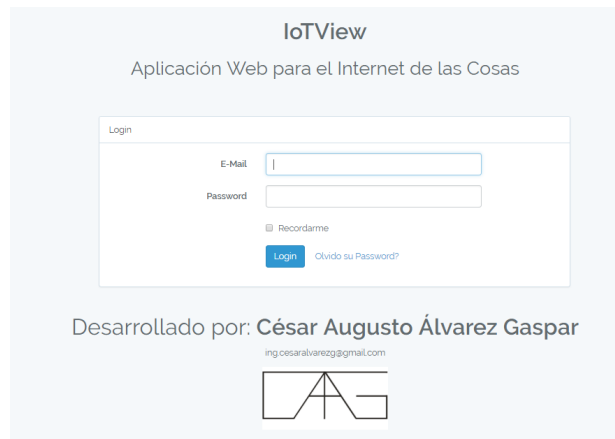 IoTView
Aplicación Web para el Internet de las Cosas
Login
E-Mail
Password
Recordarme
Login Olvido su Password?
Desarrollado por: César Augusto Álvarez Gaspar
ing.cesaralvarezg@gmail.com
CAG